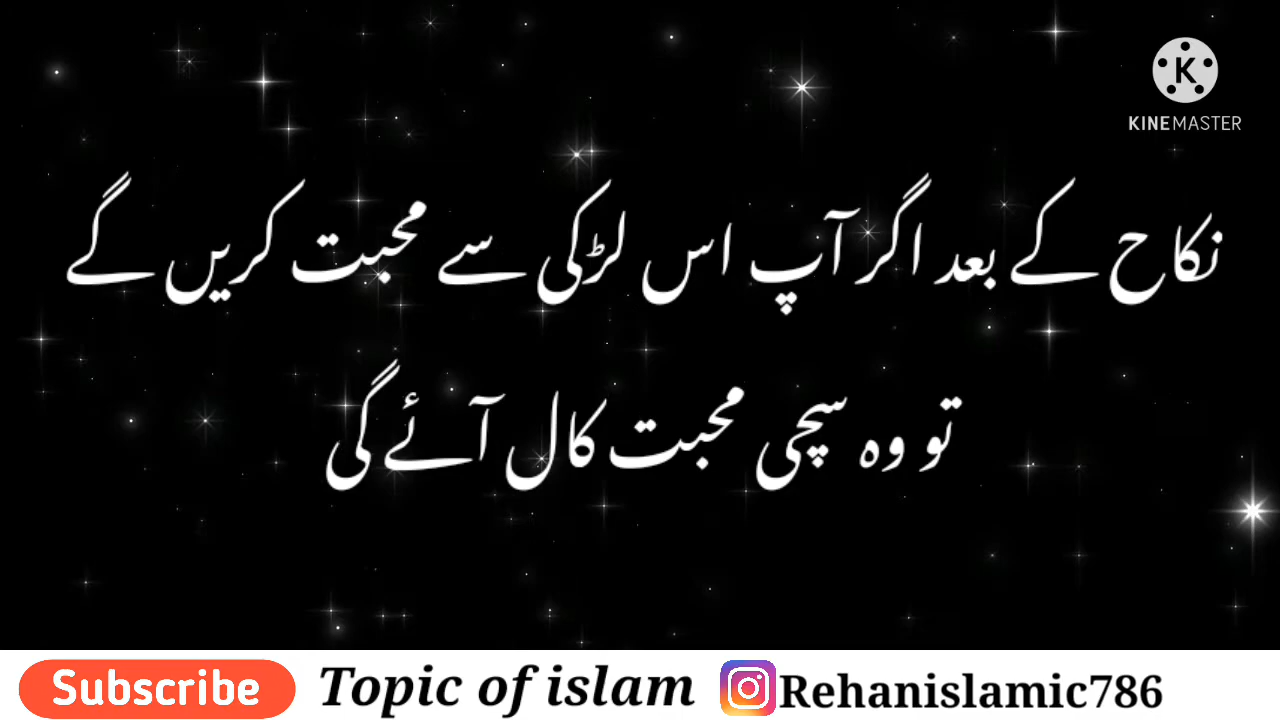 KINEMASTER
نکاح کے بعد اگر آپ اس لڑکی سے محبت کریں گے
تو وہ سچی محبت کال آئے گی
Subscribe Topic of islam Rehanislamic786